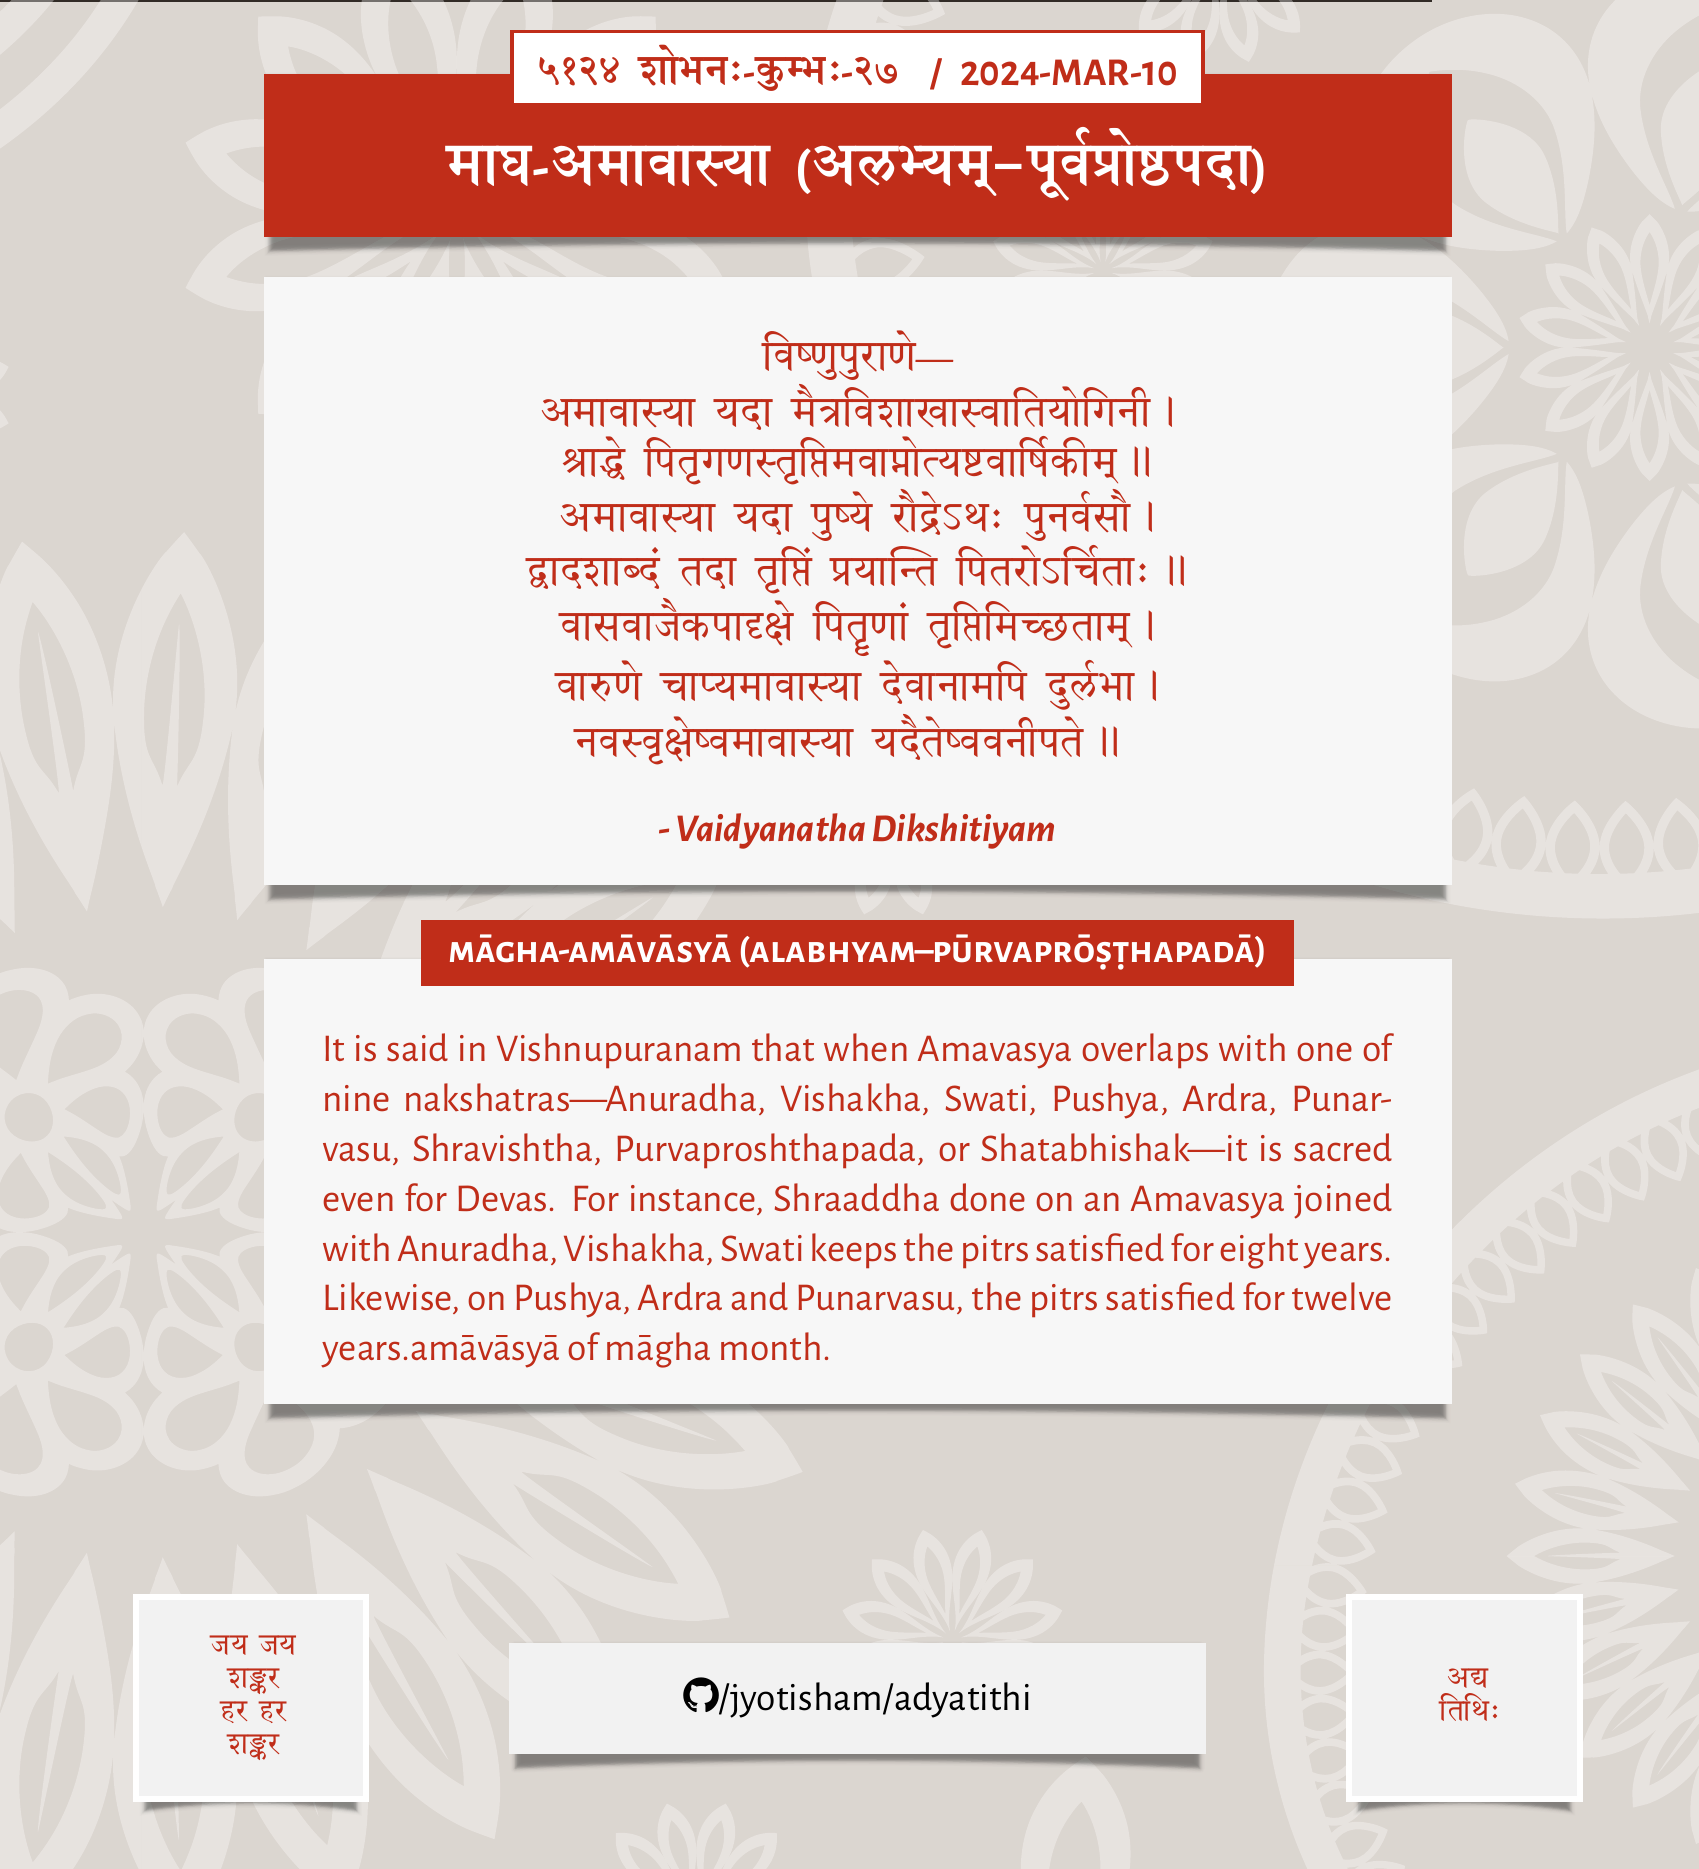 ५१२४ शोभनः-कुम्भः-२७ / 2024-MAR-10
माघ-अमावास्या (अलभ्यम्–पूर्वप्रोष्ठपदा)
विष्णुपुराणे—
अमावास्या यदा मैत्रविशाखास्वातियोगिनी।
श्राद्धे पितृगणस्तृप्तिमवाप्नोत्यष्टवार्षिकीम्॥
अमावास्या यदा पुष्ये रौद्रेऽथः पुनर्वसौ।
द्वादशाब्दं तदा तृप्तिं प्रयान्ति पितरोऽर्चिताः॥
वासवाजैकपादृक्षे पितॄणां तृप्तिमिच्छताम्।
वारुणे चाप्यमावास्या देवानामपि दुर्लभा।
नवस्वृक्षेष्वमावास्या यदैतेष्ववनीपते॥
- Vaidyanatha Dikshitiyam
MĀGHA-AMĀVĀSYĀ (ALABHYAM–PŪRVAPRŌṢṬHAPADĀ)
It is said in Vishnupuranam that when Amavasya overlaps with one of
nine nakshatras—Anuradha, Vishakha, Swati, Pushya, Ardra, Punar-
vasu, Shravishtha, Purvaproshthapada, or Shatabhishak—it is sacred
even for Devas. For instance, Shraaddha done on an Amavasya joined
with Anuradha, Vishakha, Swati keeps the pitrs satisfied for eight years.
Likewise, on Pushya, Ardra and Punarvasu, the pitrs satisfied for twelve
years.amāvāsyā of māgha month.
जय जय
शङ्कर
हर हर
शङ्कर
/jyotisham/adyatithi
अद्य
तिथिः